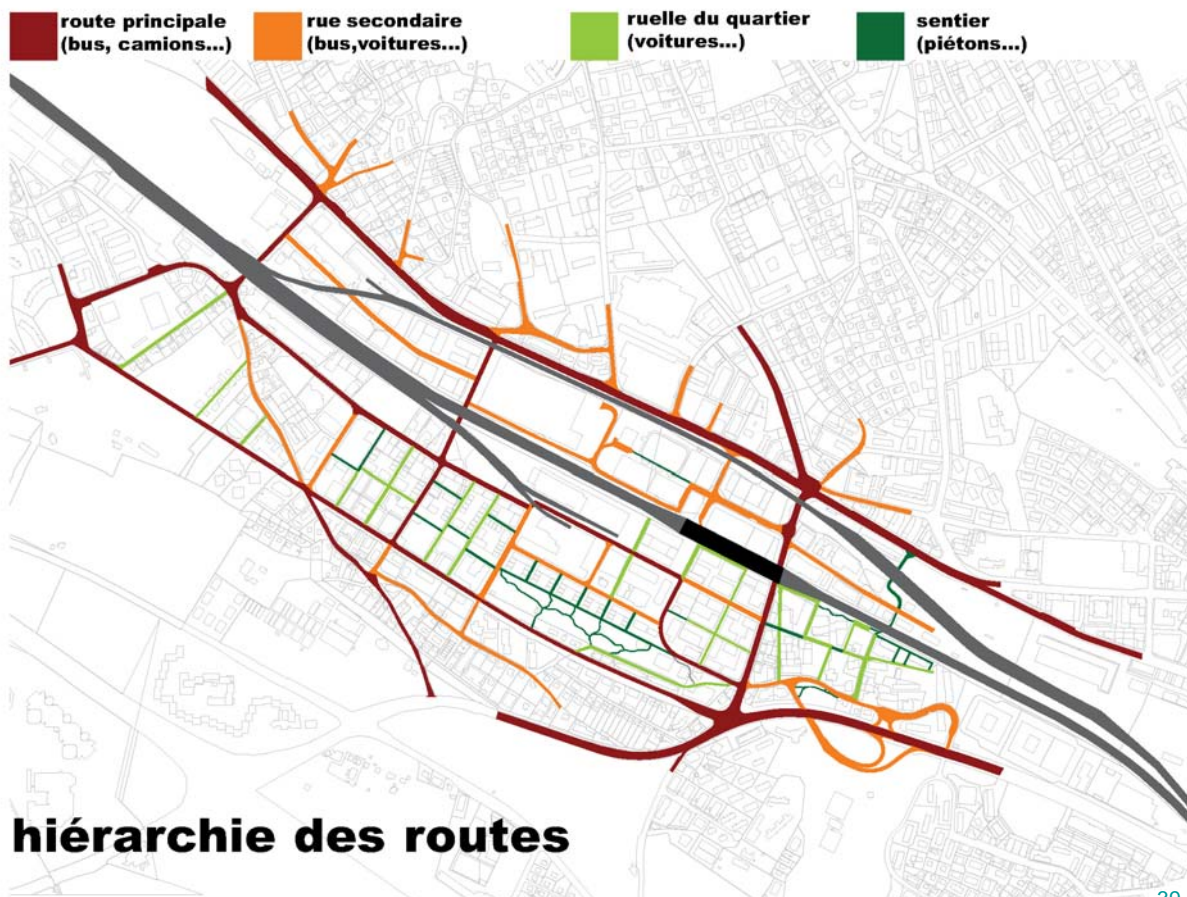 route principale
(bus, camions...)
rue secondaire
(bus,voitures...)
ruelle du quartier
(voitures...)
sentier
(piétons...)
hiérarchie des routes